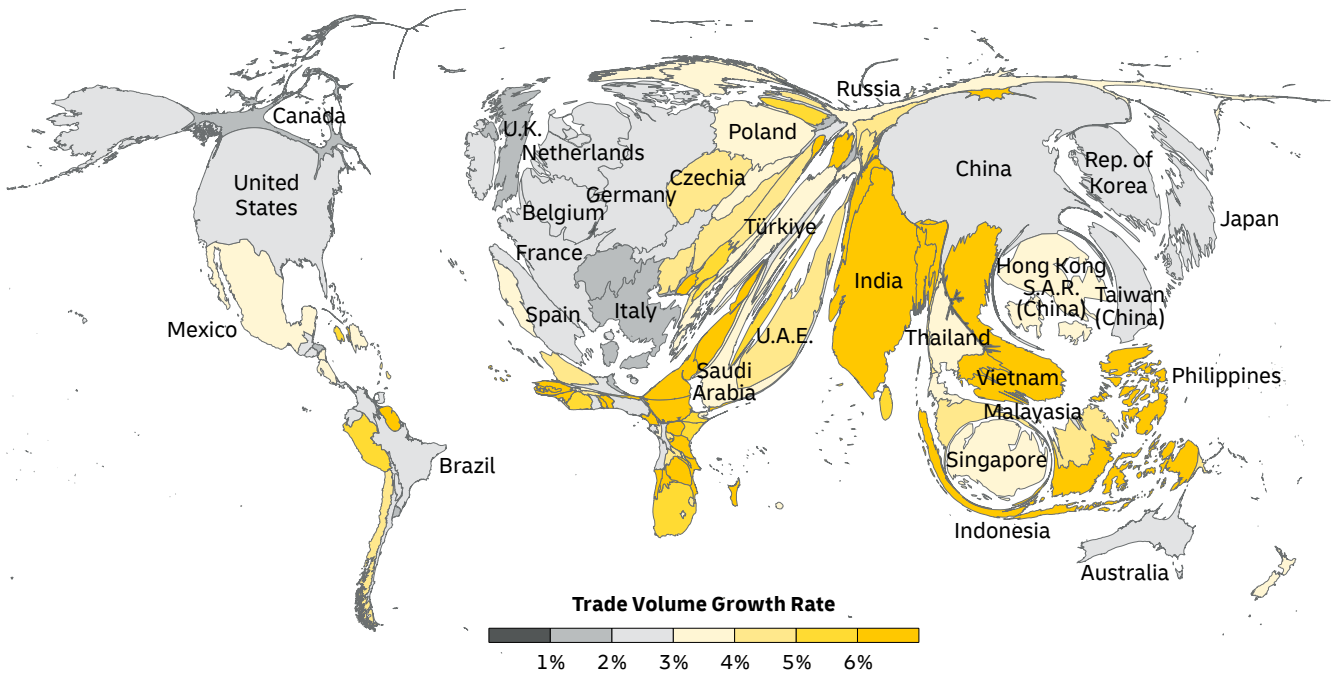 Russia
Canada
U.K.
Poland
Netherlands
China
Rep. of
Korea
United
States
Czechia
Germany
Belgium
Japan
Türkiye
France
Hong Kong
S.A.R.
(China)
India
Taiwan
(China)
Spain
Italy
Mexico
U.A.E.
Thailand
Saudi
Arabia
Vietnam
Philippines
Malayasia
Brazil
Singapore
Indonesia
Australia
Trade Volume Growth Rate
1% 2% 3% 4% 5% 6%